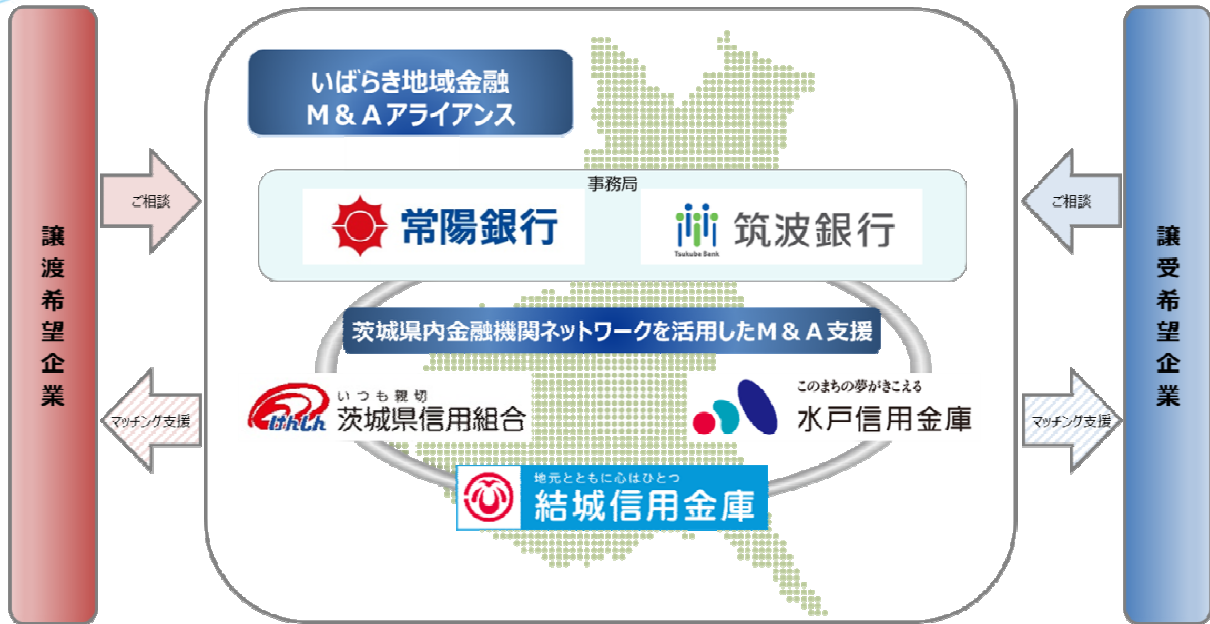 いばらき地域金融
M&Aアライアンス
事務局
常陽銀行
筑波銀行
Tsukuba Bank
ご相談
ご相談
譲渡希望企業
譲受希望企業
茨城県内金融機関ネットワークを活用したM&A支援
いつも親切
けんしん
茨城県信用組合
このまちの夢がきこえる
水戸信用金庫
マッチング支援
マッチング支援
地元とともに心はひとつ
結城信用金庫